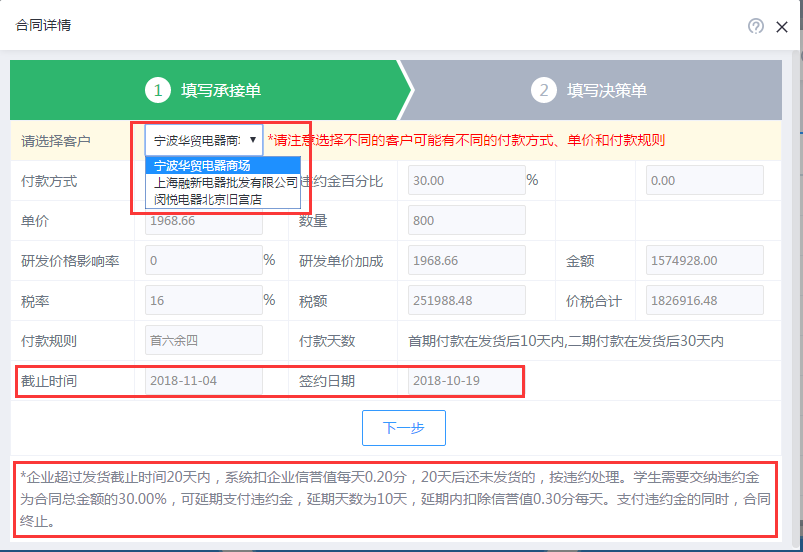 合同详情
1 填写承接单 2 填写决策单
请选择客户 宁波华贸电器商 *请注意选择不同的客户可能有不同的付款方式、单价和付款规则
宁波华贸电器商场
上海融新电器批发有限公司
闵悦电器北京旧宫店
付款方式 违约金百分比 30.00 % 0.00
单价 1968.66 数量 800
研发价格影响率 0 % 研发单价加成 1968.66 金额 1574928.00
税率 16 % 税额 251988.48 价税合计 1826916.48
付款规则 首六余四 付款天数 首期付款在发货后10天内,二期付款在发货后30天内
截止时间 2018-11-04 签约日期 2018-10-19
下一步
*企业超过发货截止时间20天内，系统扣企业信誉值每天0.20分，20天后还未发货的，按违约处理。学生需要交纳违约金
为合同总金额的30.00%，可延期支付违约金，延期天数为10天，延期内扣除信誉值0.30分每天。支付违约金的同时，合同
终止。